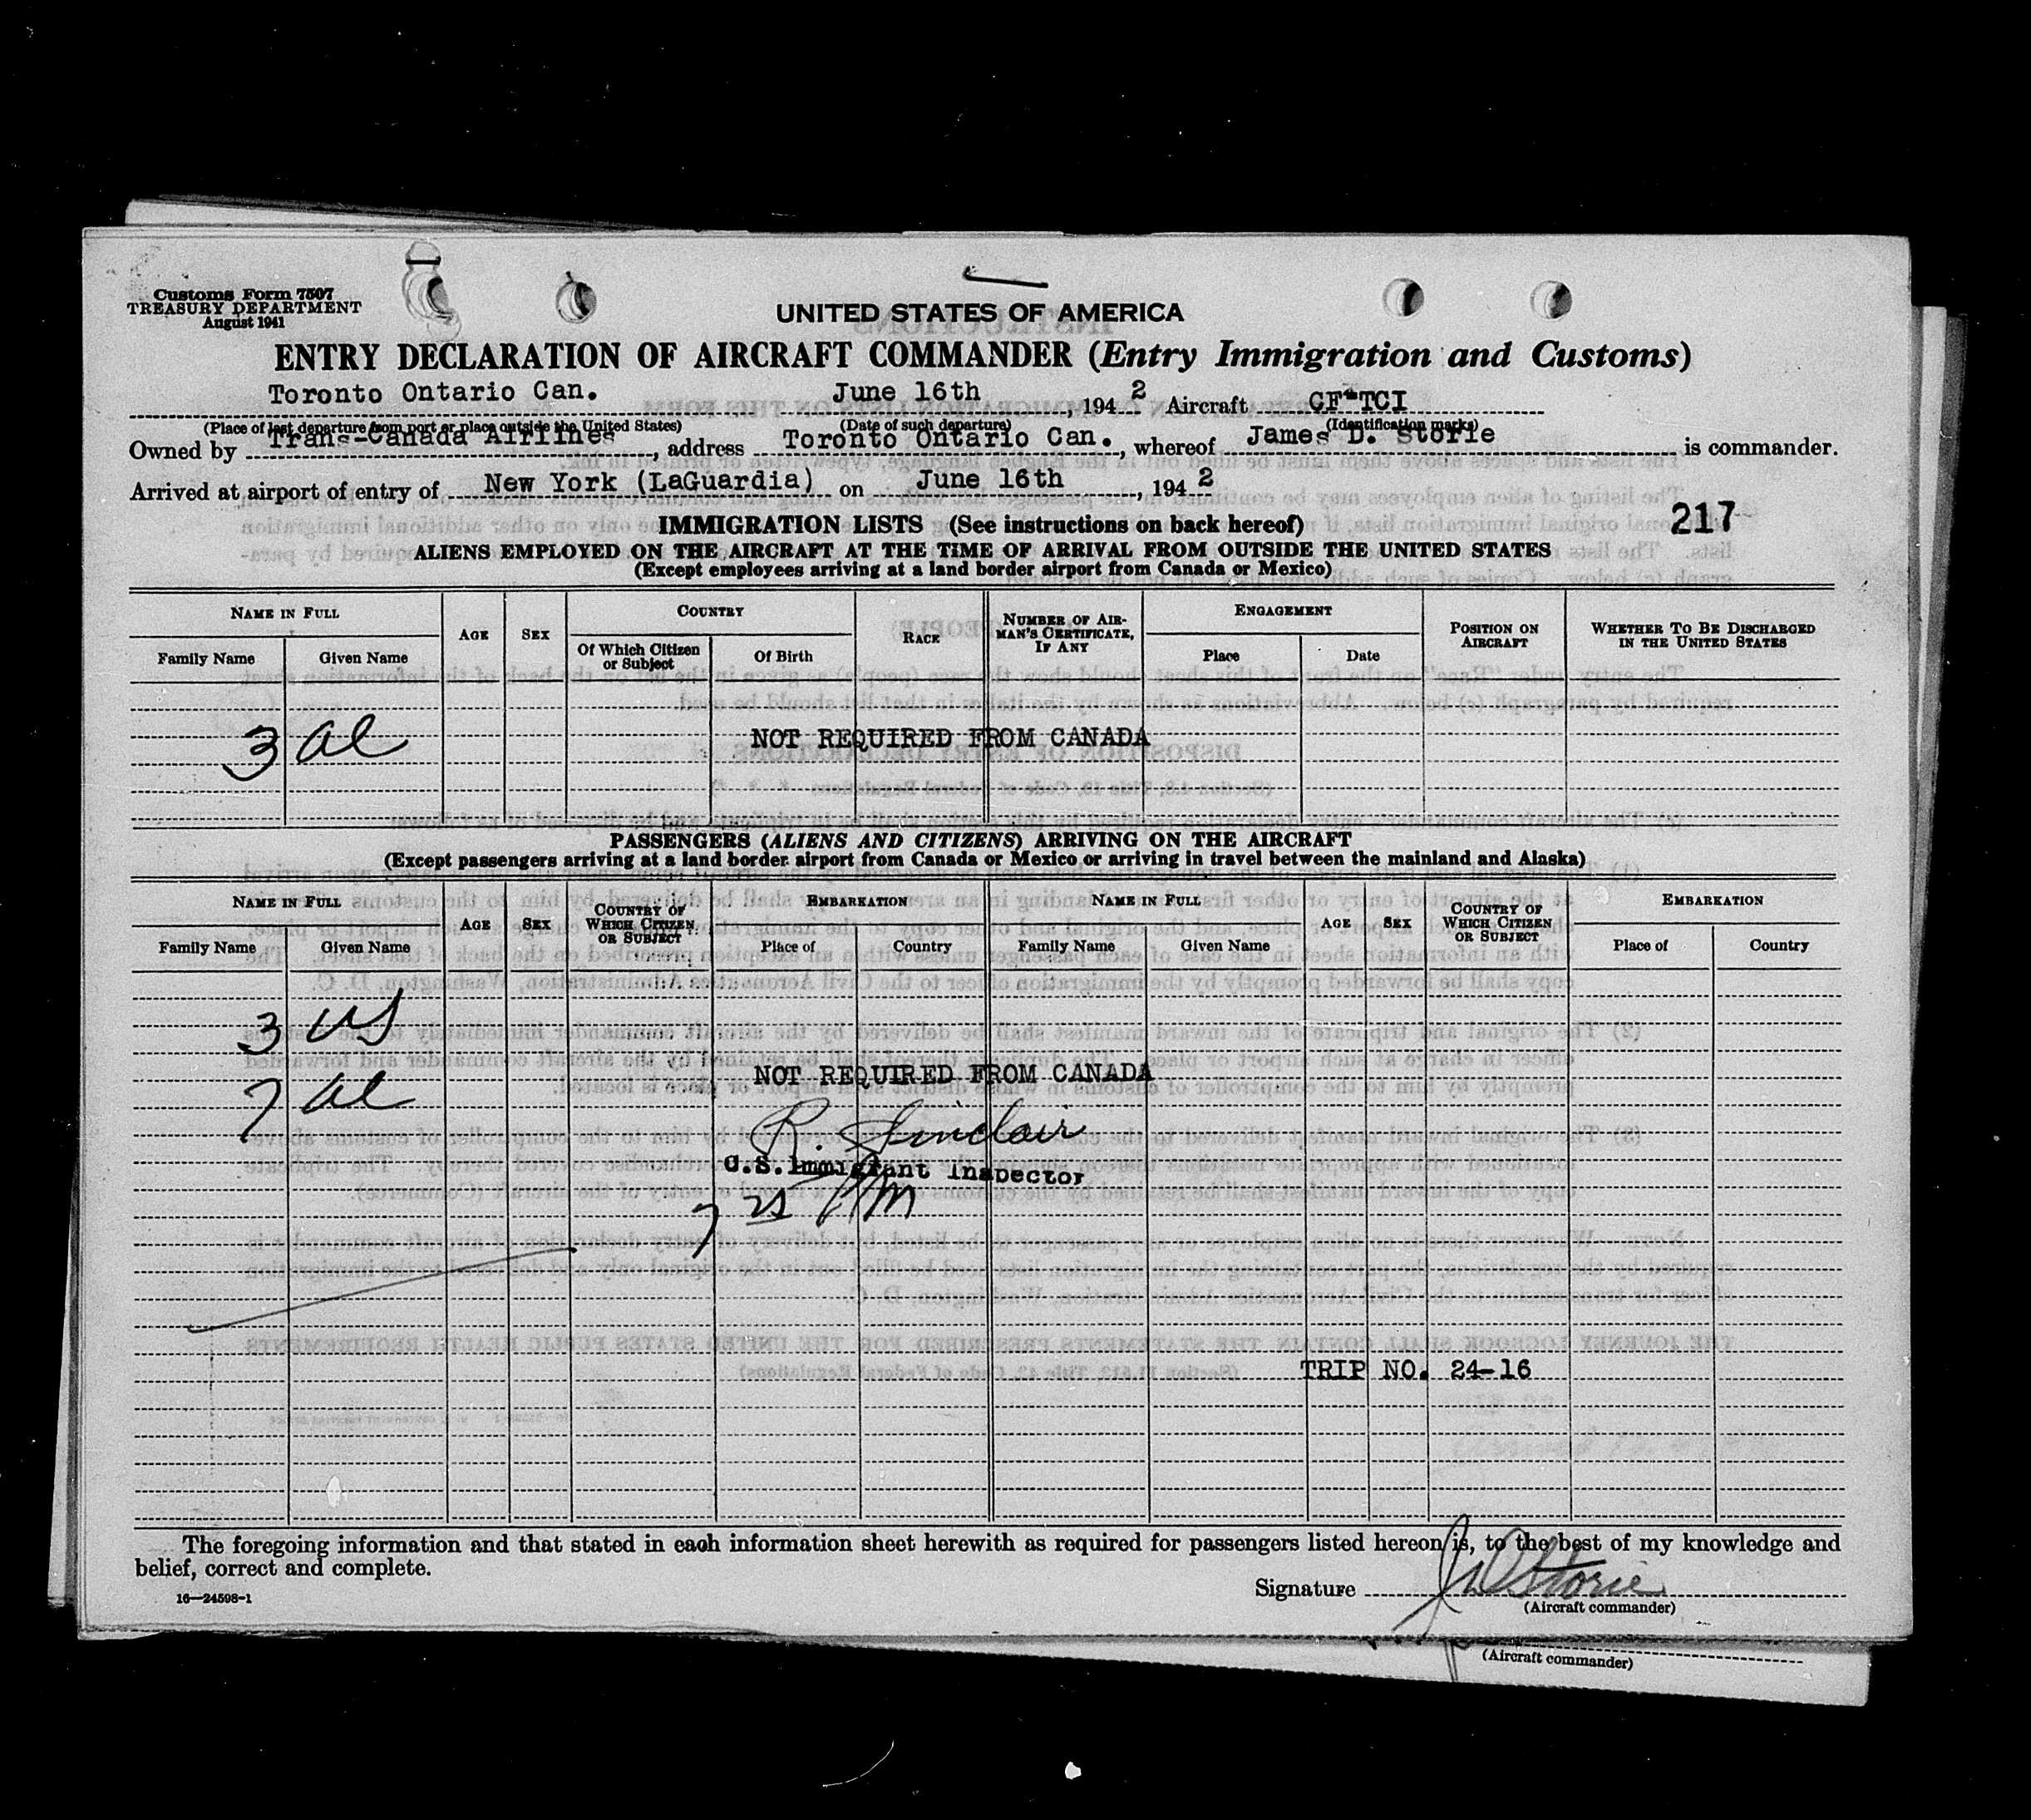 Customs Form 7507
TREASURY DEPARTMENT
August 1941
UNITED STATES OF AMERICA
ENTRY DECLARATION OF AIRCRAFT COMMANDER (Entry Immigration and Customs)
Toronto Ontario Can. June 16th, 1942 Aircraft CF-TCI
(Place of last departure from port or place outside the United States) (Date of such departure) (Identification marks)
Owned by Trans-Canada Airlines, address Toronto Ontario Can., whereof James D. Storie is commander.
Arrived at airport of entry of New York (LaGuardia) on June 16th, 1942
217
IMMIGRATION LISTS (See instructions on back hereof)
ALIENS EMPLOYED ON THE AIRCRAFT AT THE TIME OF ARRIVAL FROM OUTSIDE THE UNITED STATES
(Except employees arriving at a land border airport from Canada or Mexico)
NAME IN FULL AGE SEX COUNTRY RACE NUMBER OF AIRMAN'S CERTIFICATE, IF ANY ENGAGEMENT POSITION ON AIRCRAFT WHETHER TO BE DISCHARGED IN THE UNITED STATES
Family Name Given Name Of Which Citizen or Subject Of Birth Place Date
3 al NOT REQUIRED FROM CANADA
PASSENGERS (ALIENS AND CITIZENS) ARRIVING ON THE AIRCRAFT
(Except passengers arriving at a land border airport from Canada or Mexico or arriving in travel between the mainland and Alaska)
NAME IN FULL AGE SEX COUNTRY OF WHICH CITIZEN OR SUBJECT EMBARKATION NAME IN FULL AGE SEX COUNTRY OF WHICH CITIZEN OR SUBJECT EMBARKATION
Family Name Given Name Place of Country Family Name Given Name Place of Country
3 US
7 al NOT REQUIRED FROM CANADA
R. Sinclair
U.S. Immigrant Inspector
7 25 PM
TRIP NO. 24-16
The foregoing information and that stated in each information sheet herewith as required for passengers listed hereon is, to the best of my knowledge and
belief, correct and complete.
16—24598-1
Signature J D Storie
(Aircraft commander)
(Aircraft commander)